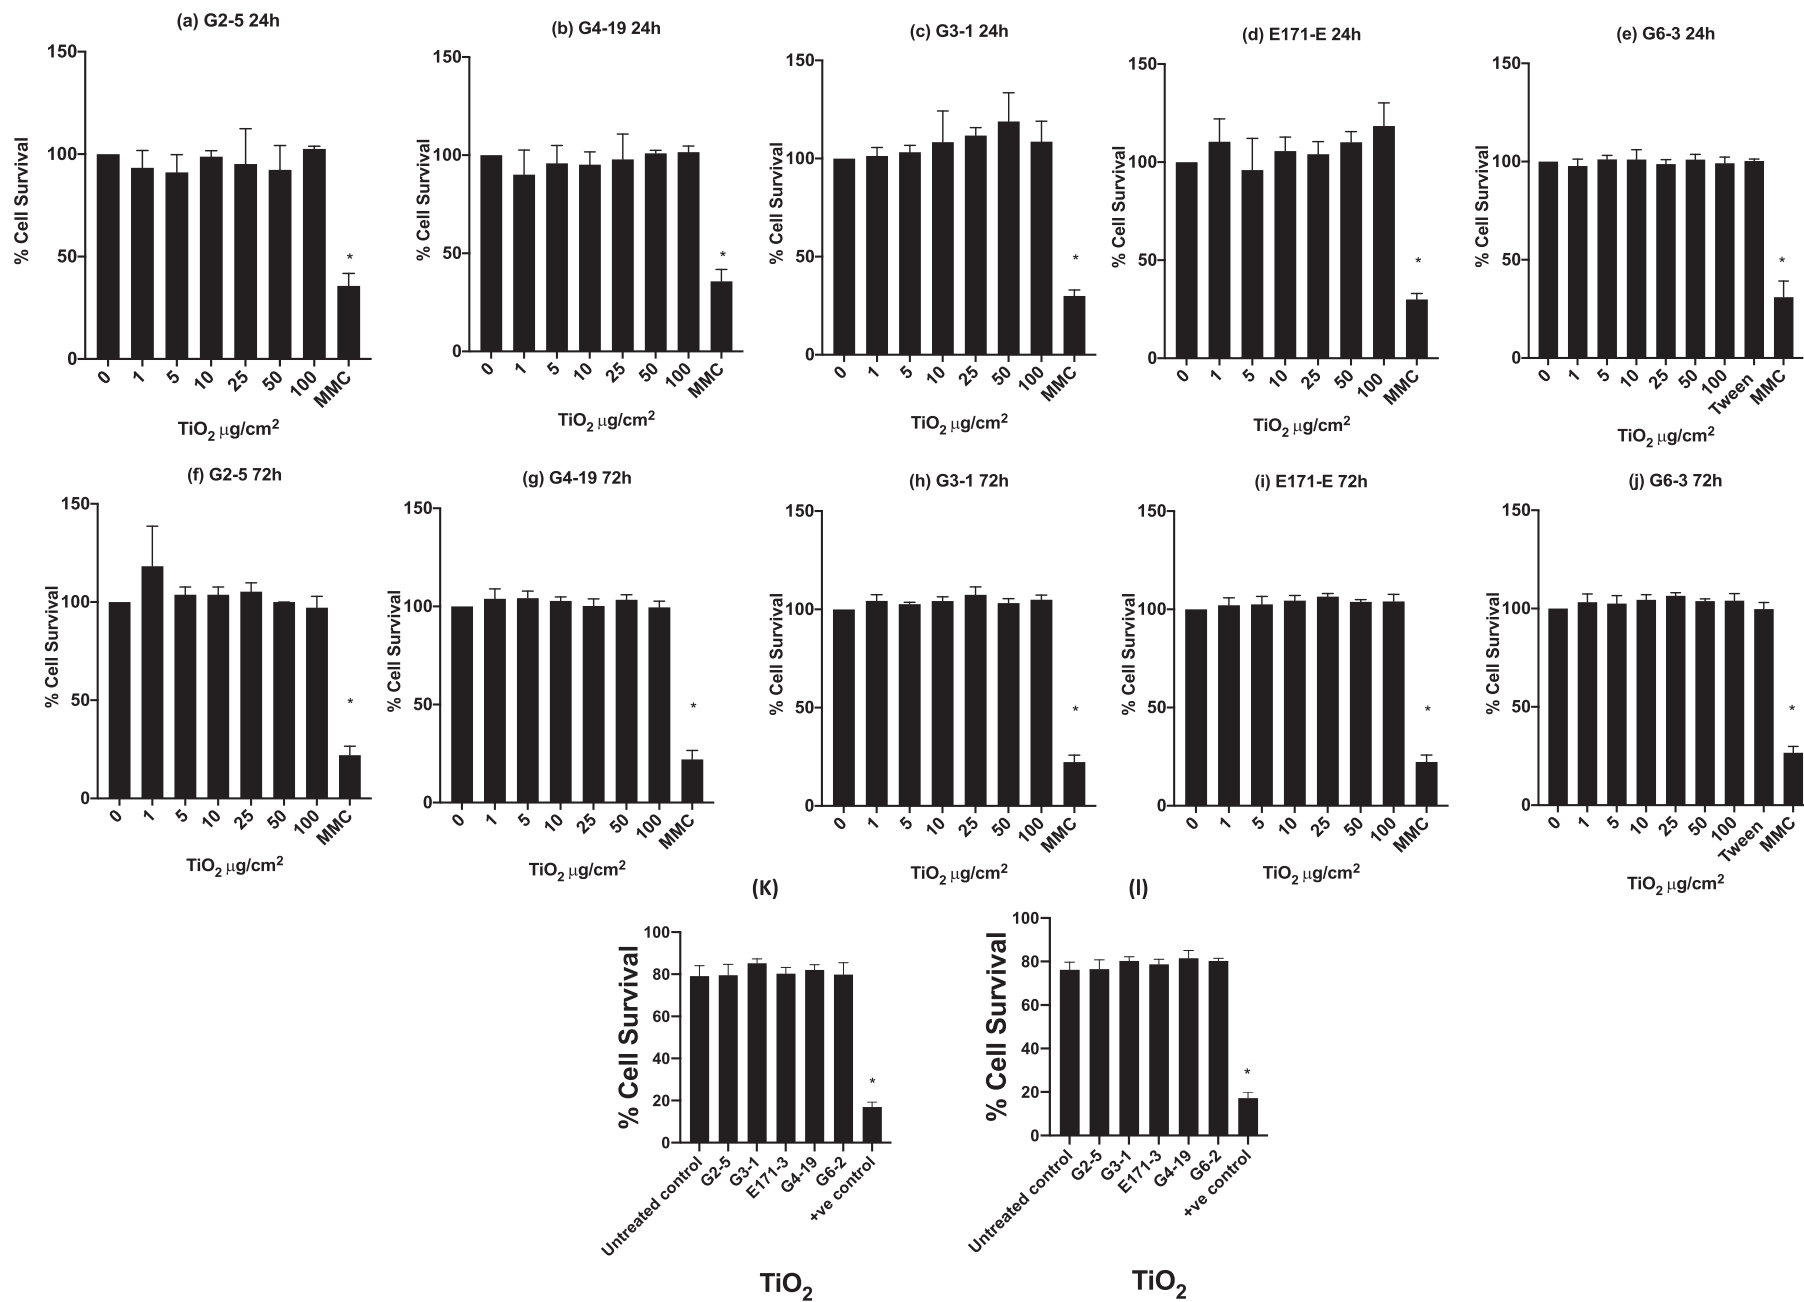 (a) G2-5 24h
150
100
50
0
% Cell Survival
*
0 1 5 10 25 50 100 MMC
TiO2 μg/cm2
(b) G4-19 24h
150
100
50
0
% Cell Survival
*
0 1 5 10 25 50 100 MMC
TiO2 μg/cm2
(c) G3-1 24h
150
100
50
0
% Cell Survival
*
0 1 5 10 25 50 100 MMC
TiO2 μg/cm2
(d) E171-E 24h
150
100
50
0
% Cell Survival
*
0 1 5 10 25 50 100 MMC
TiO2 μg/cm2
(e) G6-3 24h
150
100
50
0
% Cell Survival
*
0 1 5 10 25 50 100 Tween MMC
TiO2 μg/cm2
(f) G2-5 72h
150
100
50
0
% Cell Survival
*
0 1 5 10 25 50 100 MMC
TiO2 μg/cm2
(g) G4-19 72h
150
100
50
0
% Cell Survival
*
0 1 5 10 25 50 100 MMC
TiO2 μg/cm2
(h) G3-1 72h
150
100
50
0
% Cell Survival
*
0 1 5 10 25 50 100 MMC
TiO2 μg/cm2
(i) E171-E 72h
150
100
50
0
% Cell Survival
*
0 1 5 10 25 50 100 MMC
TiO2 μg/cm2
(j) G6-3 72h
150
100
50
0
% Cell Survival
*
0 1 5 10 25 50 100 Tween MMC
TiO2 μg/cm2
(K)
100
80
60
40
20
0
% Cell Survival
*
Untreated control G2-5 G3-1 E171-3 G4-19 G6-2 +ve control
TiO2
(l)
100
80
60
40
20
0
% Cell Survival
*
Untreated control G2-5 G3-1 E171-3 G4-19 G6-2 +ve control
TiO2